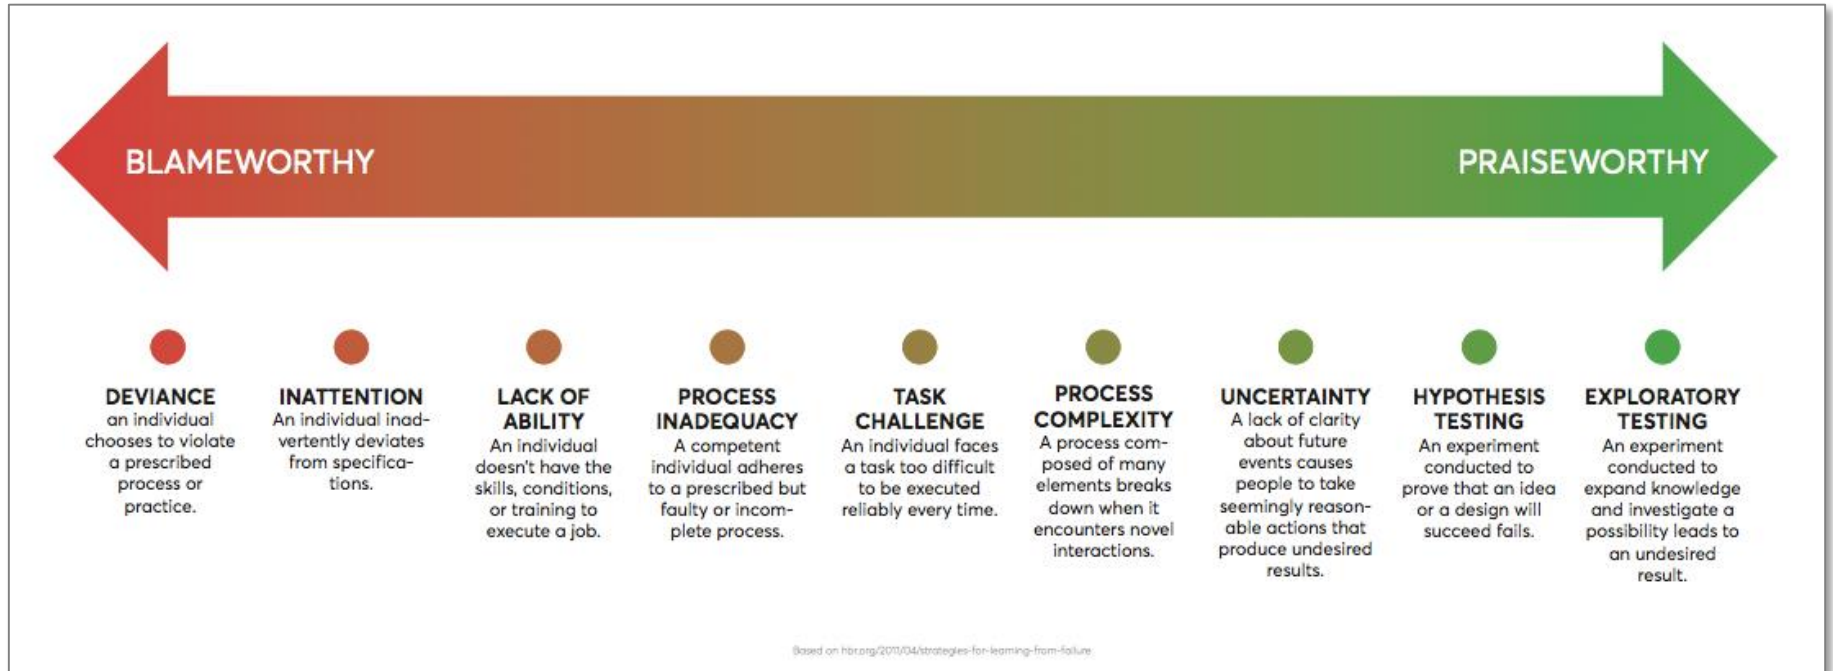 BLAMEWORTHY
PRAISEWORTHY
DEVIANCE
an individual
chooses to violate
a prescribed
process or
practice.
INATTENTION
An individual inad-
vertently deviates
from specifica-
tions.
LACK OF
ABILITY
An individual
doesn't have the
skills, conditions,
or training to
execute a job.
PROCESS
INADEQUACY
A competent
individual adheres
to a prescribed but
faulty or incom-
plete process.
TASK
CHALLENGE
An individual faces
a task too difficult
to be executed
reliably every time.
PROCESS
COMPLEXITY
A process com-
posed of many
elements breaks
down when it
encounters novel
interactions.
UNCERTAINTY
A lack of clarity
about future
events causes
people to take
seemingly reason-
able actions that
produce undesired
results.
HYPOTHESIS
TESTING
An experiment
conducted to
prove that an idea
or a design will
succeed fails.
EXPLORATORY
TESTING
An experiment
conducted to
expand knowledge
and investigate a
possibility leads to
an undesired
result.
Based on hbr.org/2011/04/strategies-for-learning-from-failure